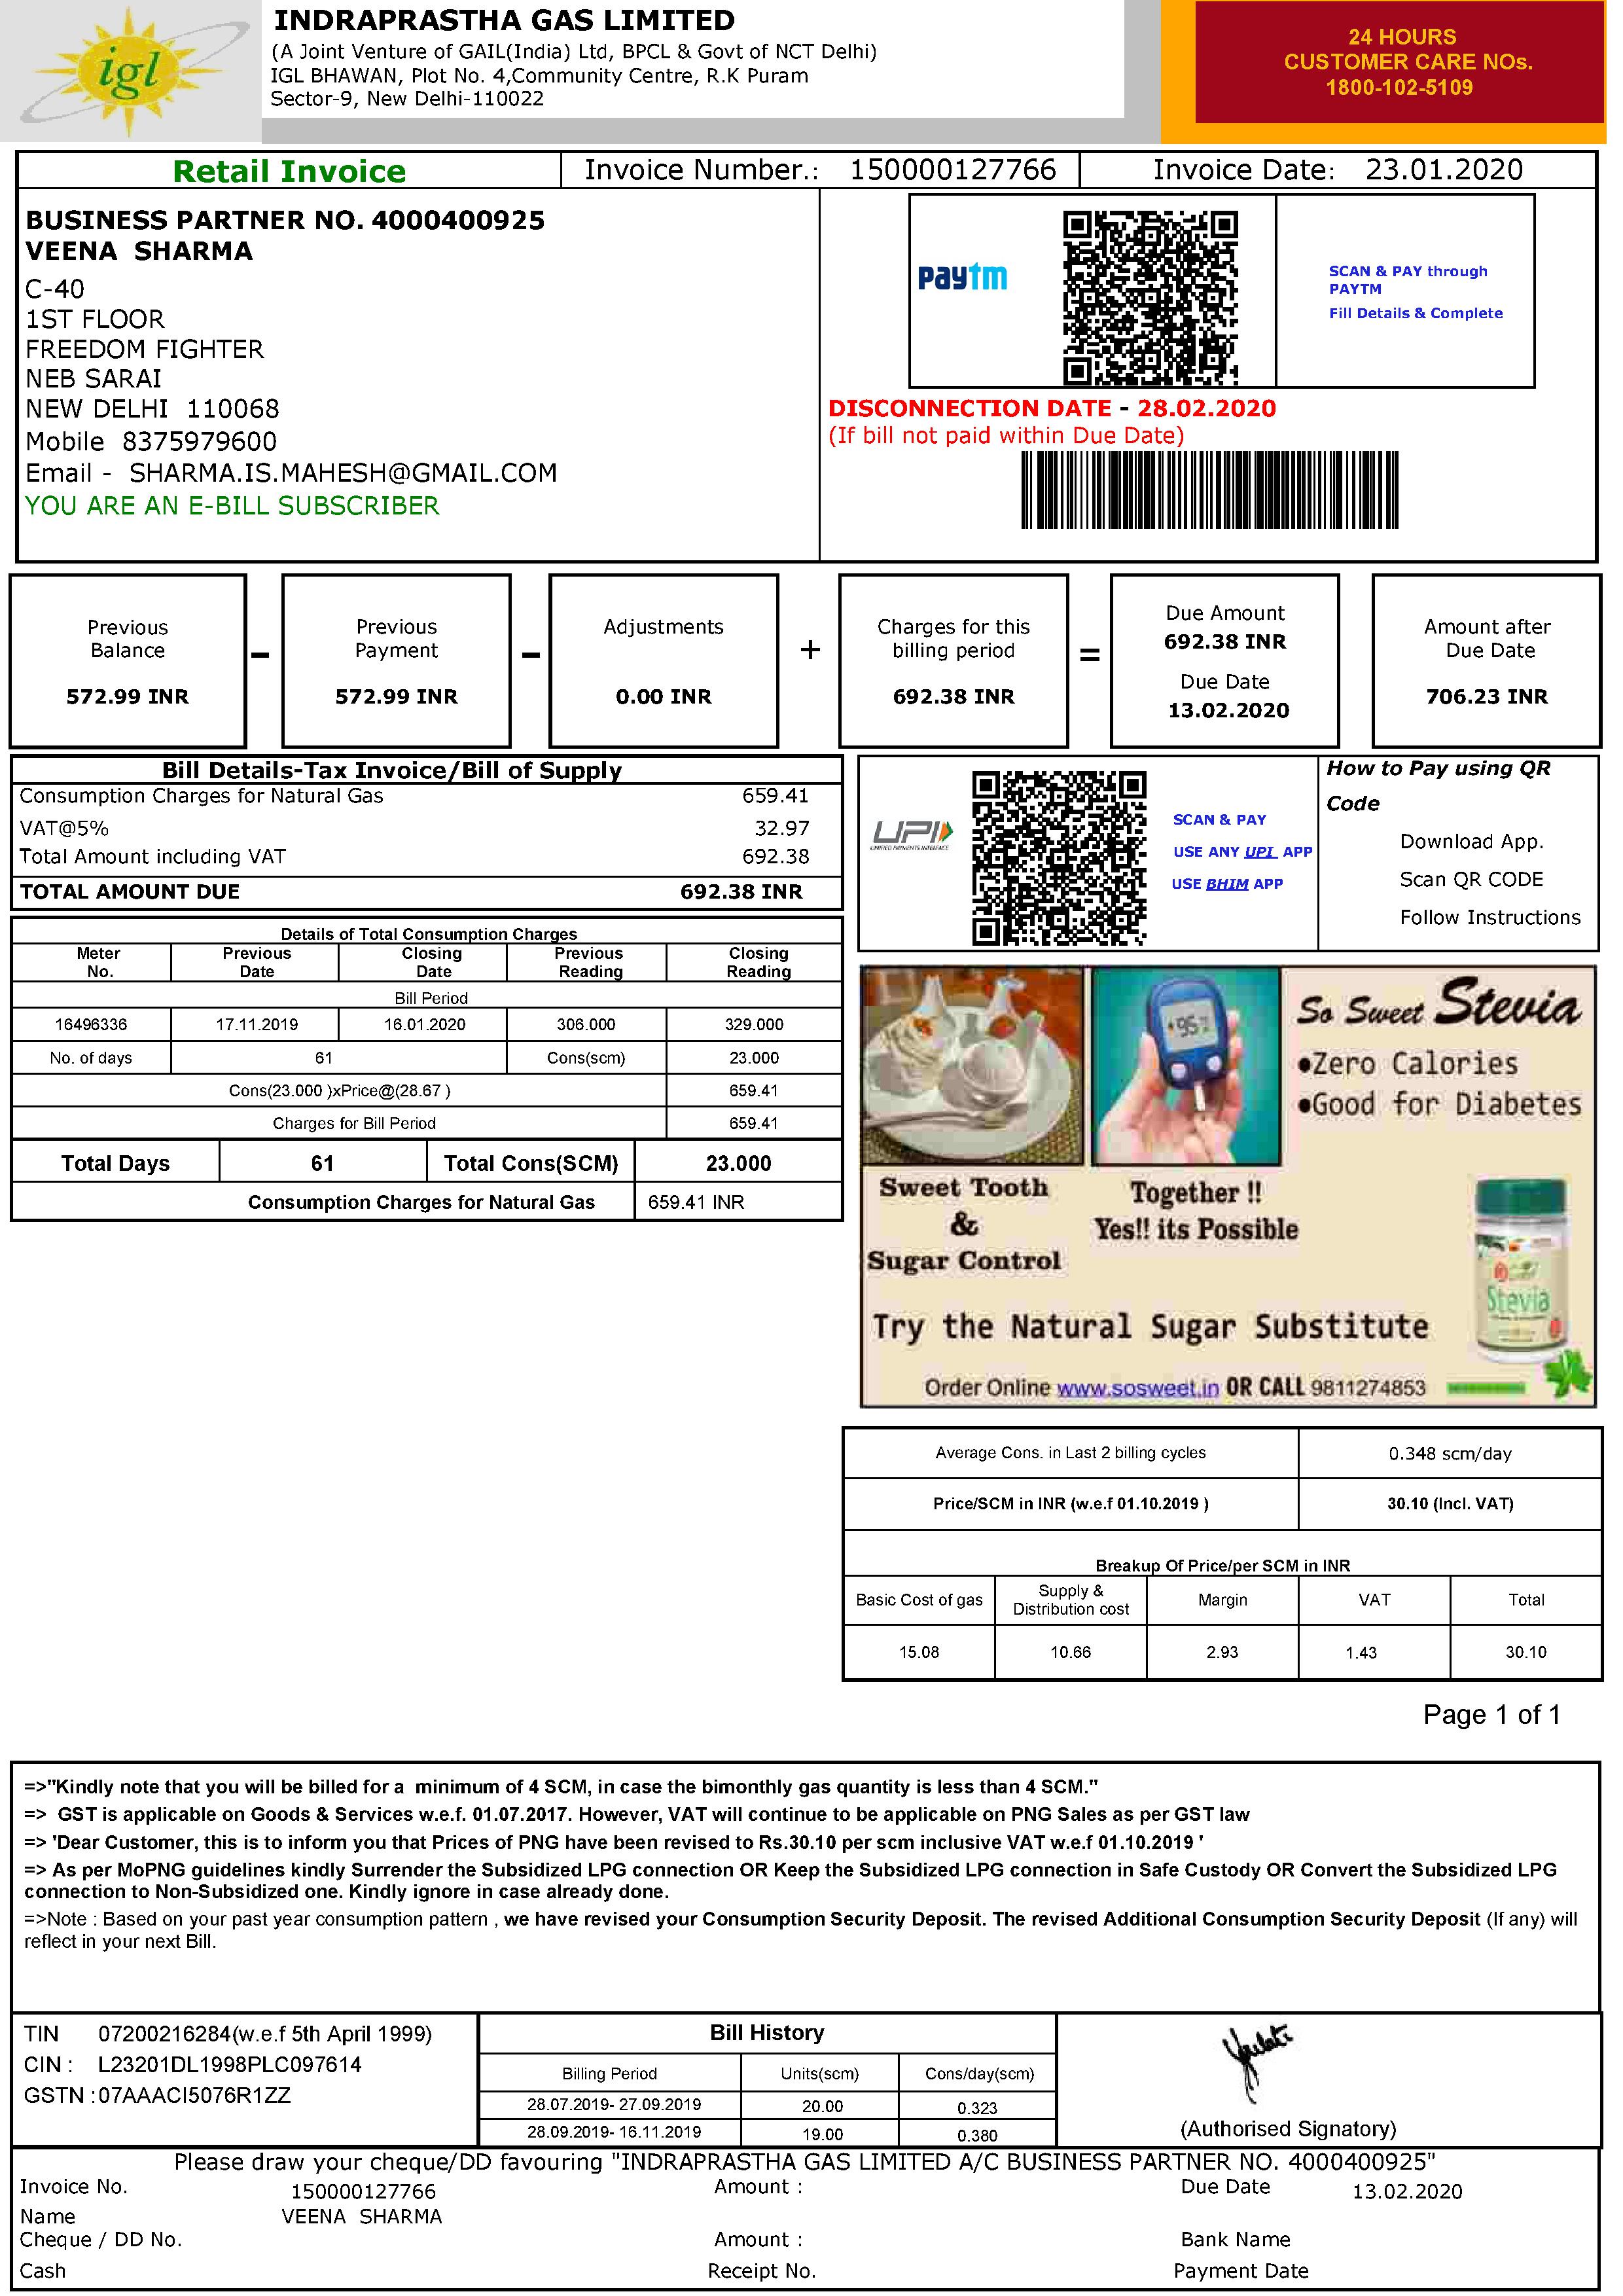 igl
INDRAPRASTHA GAS LIMITED
(A Joint Venture of GAIL(India) Ltd, BPCL & Govt of NCT Delhi)
IGL BHAWAN, Plot No. 4,Community Centre, R.K Puram
Sector-9, New Delhi-110022
24 HOURS
CUSTOMER CARE NOs.
1800-102-5109
Retail Invoice Invoice Number.: 150000127766 Invoice Date: 23.01.2020
BUSINESS PARTNER NO. 4000400925
VEENA SHARMA
C-40
1ST FLOOR
FREEDOM FIGHTER
NEB SARAI
NEW DELHI 110068
Mobile 8375979600
Email - SHARMA.IS.MAHESH@GMAIL.COM
YOU ARE AN E-BILL SUBSCRIBER
paytm
SCAN & PAY through
PAYTM
Fill Details & Complete
DISCONNECTION DATE - 28.02.2020
(If bill not paid within Due Date)
Previous
Balance
572.99 INR
-
Previous
Payment
572.99 INR
-
Adjustments
0.00 INR
+
Charges for this
billing period
692.38 INR
=
Due Amount
692.38 INR
Due Date
13.02.2020
Amount after
Due Date
706.23 INR
Bill Details-Tax Invoice/Bill of Supply
Consumption Charges for Natural Gas 659.41
VAT@5% 32.97
Total Amount including VAT 692.38
TOTAL AMOUNT DUE 692.38 INR
UPI
UNIFIED PAYMENTS INTERFACE
SCAN & PAY
USE ANY UPI APP
USE BHIM APP
How to Pay using QR
Code
Download App.
Scan QR CODE
Follow Instructions
Details of Total Consumption Charges
Meter No. Previous Date Closing Date Previous Reading Closing Reading
Bill Period
16496336 17.11.2019 16.01.2020 306.000 329.000
No. of days 61 Cons(scm) 23.000
Cons(23.000 )xPrice@(28.67 ) 659.41
Charges for Bill Period 659.41
Total Days 61 Total Cons(SCM) 23.000
Consumption Charges for Natural Gas 659.41 INR
So Sweet Stevia
•Zero Calories
•Good for Diabetes
Sweet Tooth
&
Sugar Control
Together !!
Yes!! its Possible
Stevia
Try the Natural Sugar Substitute
Order Online www.sosweet.in OR CALL 9811274853
Average Cons. in Last 2 billing cycles 0.348 scm/day
Price/SCM in INR (w.e.f 01.10.2019 ) 30.10 (Incl. VAT)
Breakup Of Price/per SCM in INR
Basic Cost of gas Supply & Distribution cost Margin VAT Total
15.08 10.66 2.93 1.43 30.10
Page 1 of 1
=>"Kindly note that you will be billed for a minimum of 4 SCM, in case the bimonthly gas quantity is less than 4 SCM."
=> GST is applicable on Goods & Services w.e.f. 01.07.2017. However, VAT will continue to be applicable on PNG Sales as per GST law
=> 'Dear Customer, this is to inform you that Prices of PNG have been revised to Rs.30.10 per scm inclusive VAT w.e.f 01.10.2019 '
=> As per MoPNG guidelines kindly Surrender the Subsidized LPG connection OR Keep the Subsidized LPG connection in Safe Custody OR Convert the Subsidized LPG
connection to Non-Subsidized one. Kindly ignore in case already done.
=>Note : Based on your past year consumption pattern , we have revised your Consumption Security Deposit. The revised Additional Consumption Security Deposit (If any) will
reflect in your next Bill.
TIN 07200216284(w.e.f 5th April 1999)
CIN : L23201DL1998PLC097614
GSTN :07AAACI5076R1ZZ
Bill History
Billing Period Units(scm) Cons/day(scm)
28.07.2019- 27.09.2019 20.00 0.323
28.09.2019- 16.11.2019 19.00 0.380
(Authorised Signatory)
Please draw your cheque/DD favouring "INDRAPRASTHA GAS LIMITED A/C BUSINESS PARTNER NO. 4000400925"
Invoice No. 150000127766 Amount : Due Date 13.02.2020
Name VEENA SHARMA
Cheque / DD No. Amount : Bank Name
Cash Receipt No. Payment Date